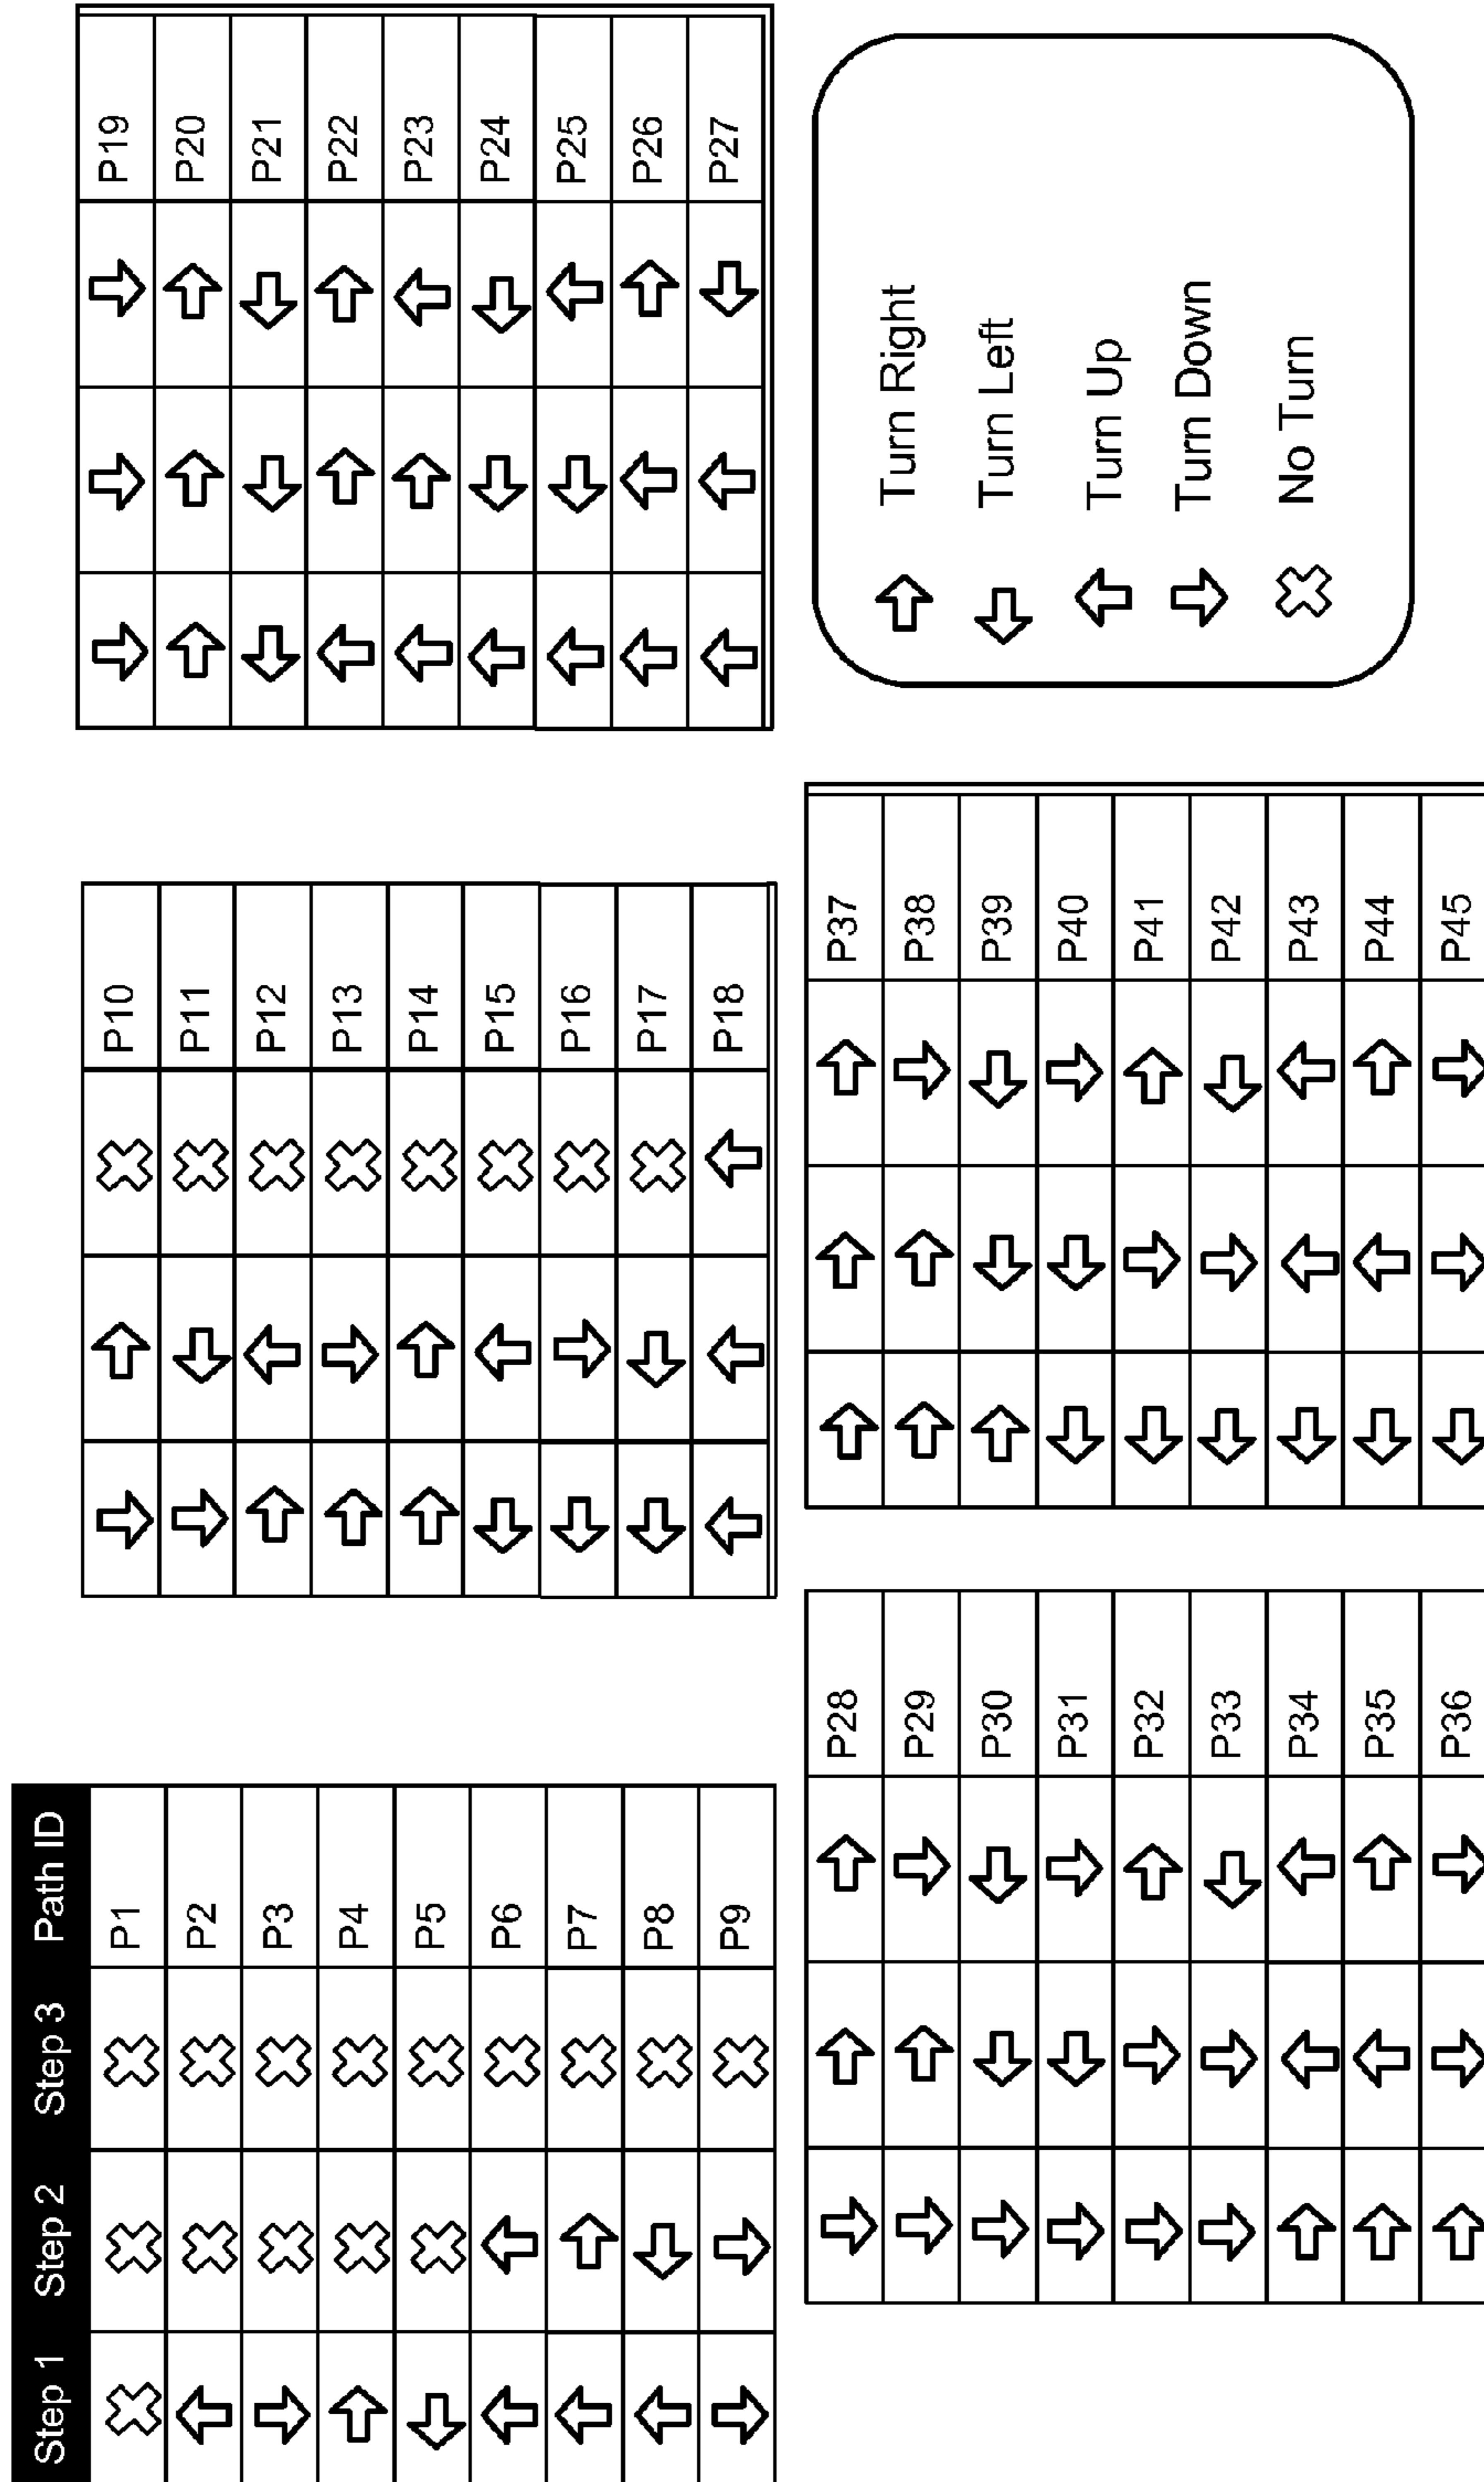 Step 1 Step 2 Step 3 Path ID
P1
P2
P3
P4
P5
P6
P7
P8
P9
P10
P11
P12
P13
P14
P15
P16
P17
P18
P19
P20
P21
P22
P23
P24
P25
P26
P27
P28
P29
P30
P31
P32
P33
P34
P35
P36
P37
P38
P39
P40
P41
P42
P43
P44
P45
Turn Right
Turn Left
Turn Up
Turn Down
No Turn